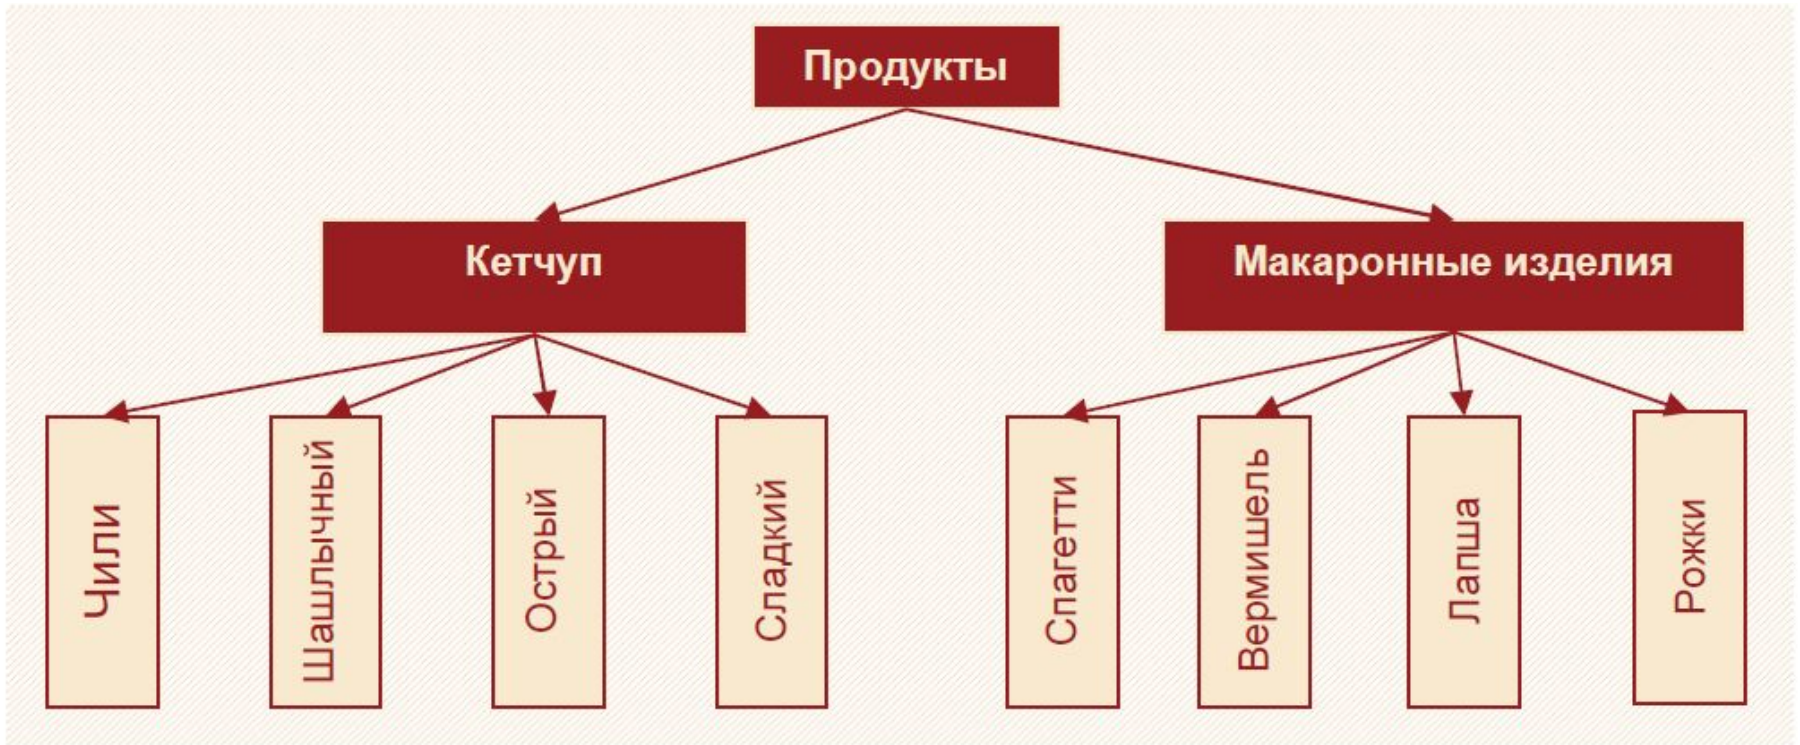 Продукты
Кетчуп
Макаронные изделия
Чили
Шашлычный
Острый
Сладкий
Спагетти
Вермишель
Лапша
Рожки